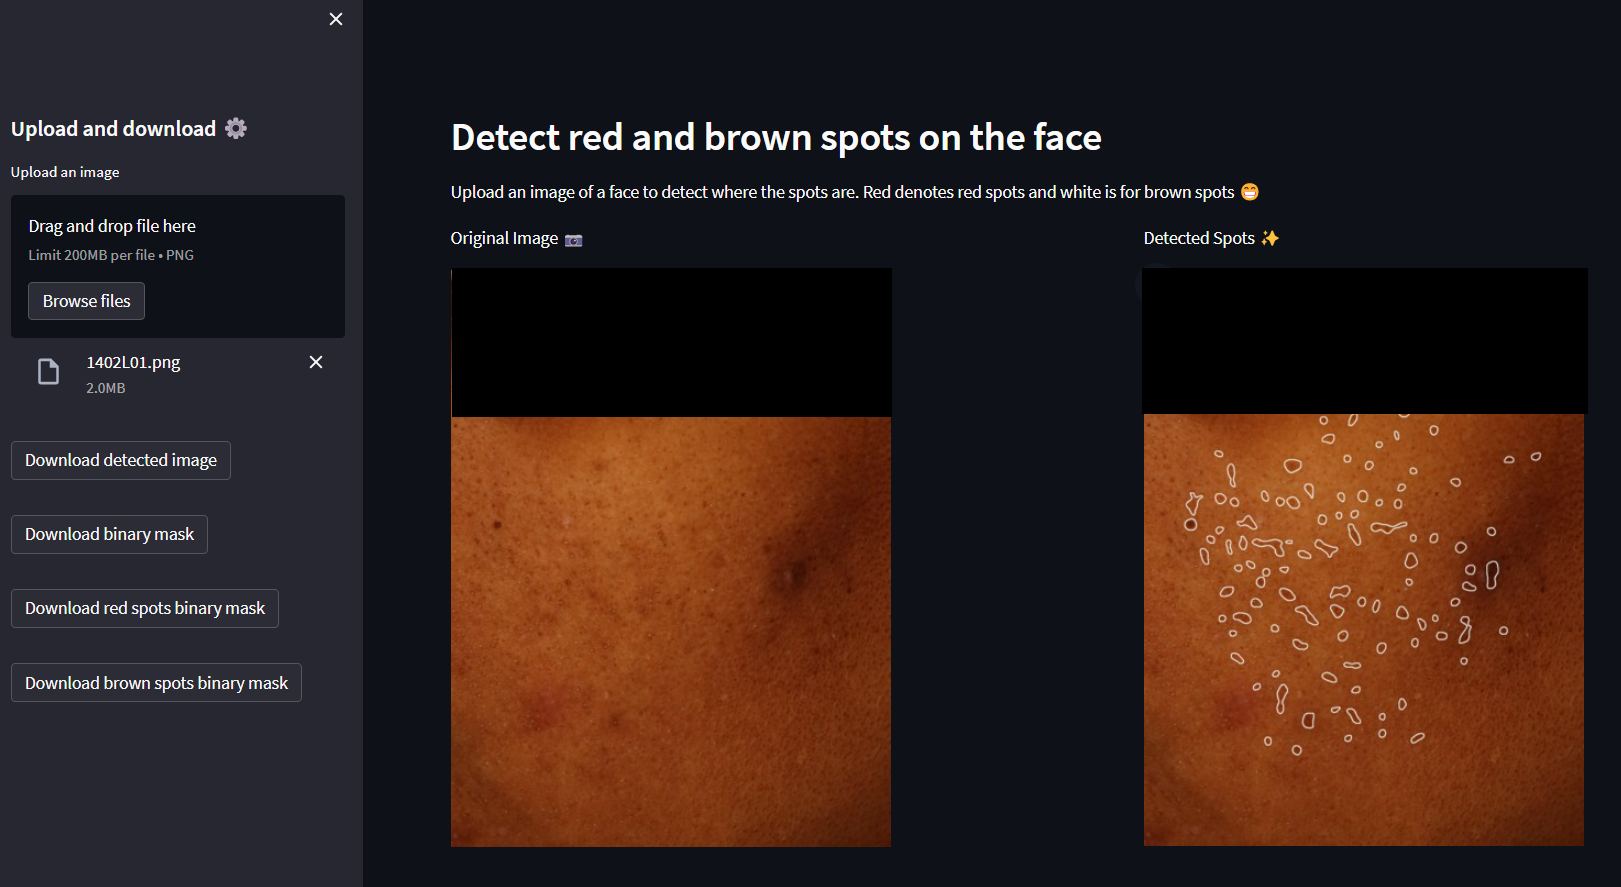 Upload and download
Upload an image
Drag and drop file here
Limit 200MB per file • PNG
Browse files
1402l01.png
2.0MB
Download detected image
Download binary mask
Download red spots binary mask
Download brown spots binary mask
Detect red and brown spots on the face
Upload an image of a face to detect where the spots are. Red denotes red spots and white is for brown spots 😁
Original Image 📷
Detected Spots ✨